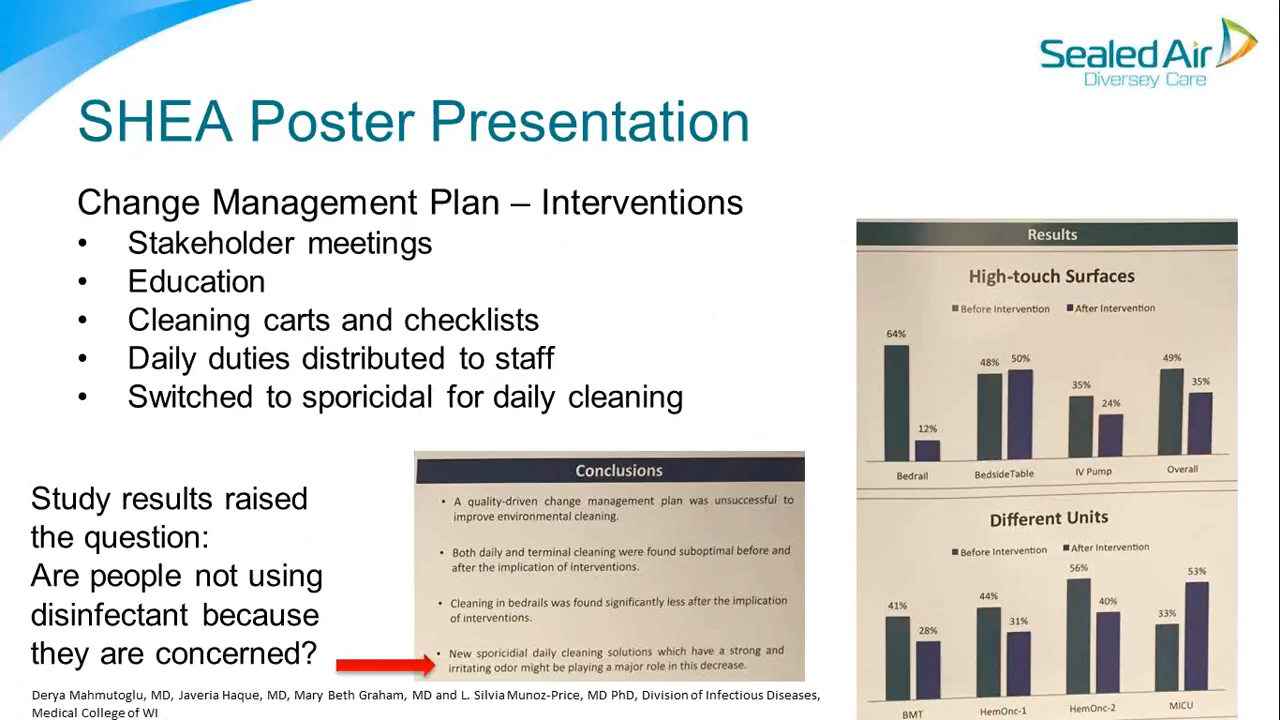 Sealed Air
Diversey Care
SHEA Poster Presentation
Change Management Plan – Interventions
• Stakeholder meetings
• Education
• Cleaning carts and checklists
• Daily duties distributed to staff
• Switched to sporicidal for daily cleaning
Study results raised
the question:
Are people not using
disinfectant because
they are concerned?
Conclusions
• A quality-driven change management plan was unsuccessful to
improve environmental cleaning.
• Both daily and terminal cleaning were found suboptimal before and
after the implication of interventions.
• Cleaning in bedrails was found significantly less after the implication
of interventions.
• New sporicidial daily cleaning solutions which have a strong and
irritating odor might be playing a major role in this decrease.
Results
High-touch Surfaces
Before Intervention After Intervention
64%
12%
48%
50%
35%
24%
49%
35%
Bedrail BedsideTable IV Pump Overall
Different Units
Before Intervention After Intervention
41%
28%
44%
31%
56%
40%
33%
53%
BMT HemOnc-1 HemOnc-2 MICU
Derya Mahmutoglu, MD, Javeria Haque, MD, Mary Beth Graham, MD and L. Silvia Munoz-Price, MD PhD, Division of Infectious Diseases,
Medical College of WI